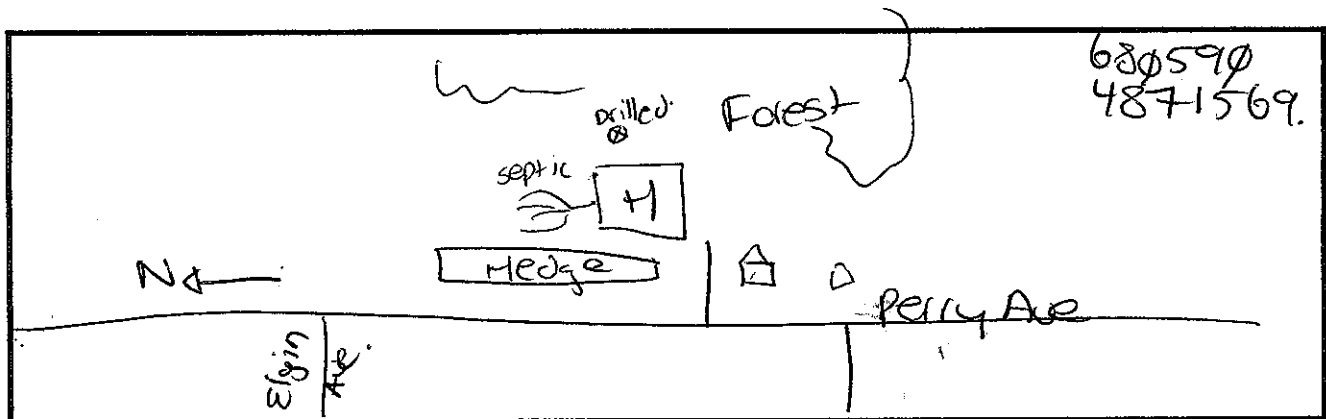 680590
4871569.
Drilled.
Forest
septic
H
Hedge
N
Perry Ave
Elgin
Ave.